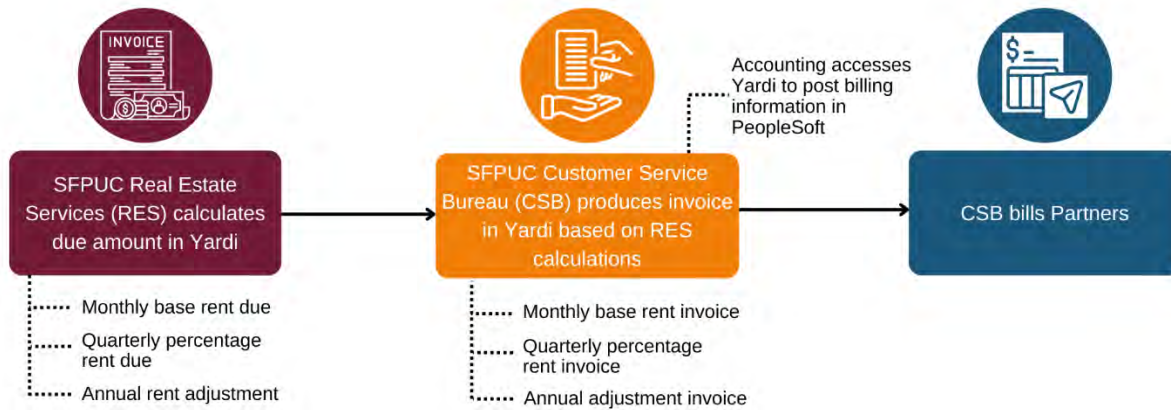 INVOICE
$
SFPUC Real Estate
Services (RES) calculates
due amount in Yardi
Monthly base rent due
Quarterly percentage
rent due
Annual rent adjustment
SFPUC Customer Service
Bureau (CSB) produces invoice
in Yardi based on RES
calculations
Monthly base rent invoice
Quarterly percentage
rent invoice
Annual adjustment invoice
Accounting accesses
Yardi to post billing
information in
PeopleSoft
$
CSB bills Partners